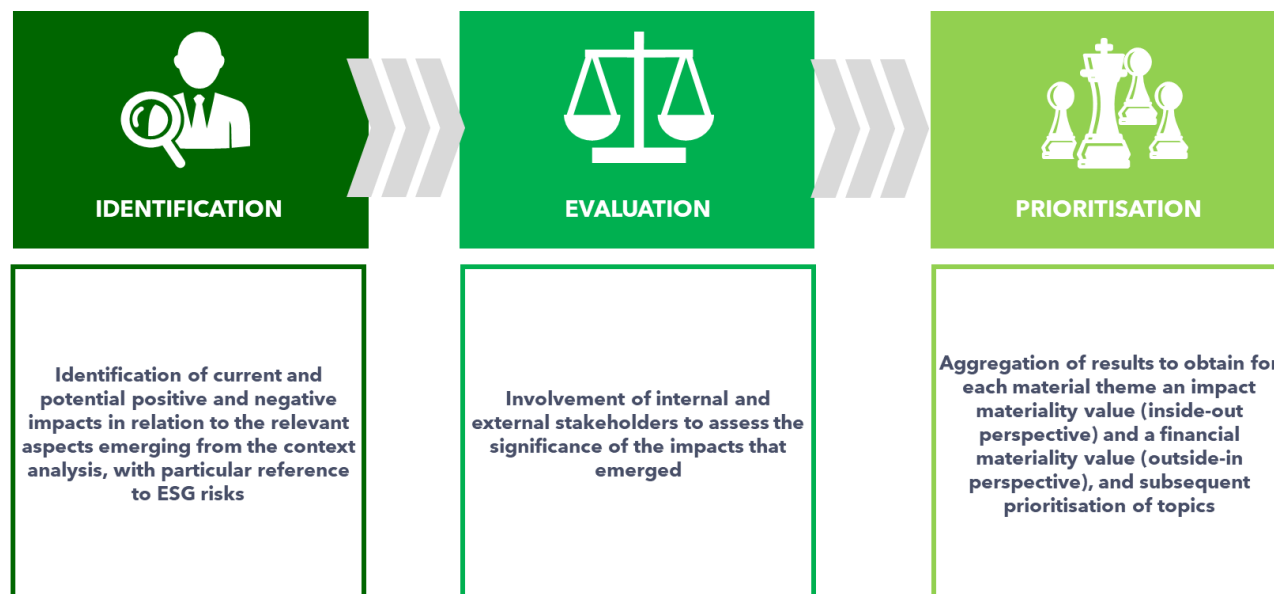 IDENTIFICATION
EVALUATION
PRIORITISATION
Identification of current and
potential positive and negative
impacts in relation to the relevant
aspects emerging from the context
analysis, with particular reference
to ESG risks
Involvement of internal and
external stakeholders to assess the
significance of the impacts that
emerged
Aggregation of results to obtain for
each material theme an impact
materiality value (inside-out
perspective) and a financial
materiality value (outside-in
perspective), and subsequent
prioritisation of topics